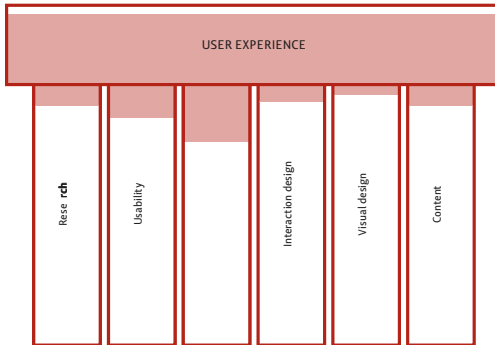 USER EXPERIENCE
Rese rch
Usability
Interaction design
Visual design
Content